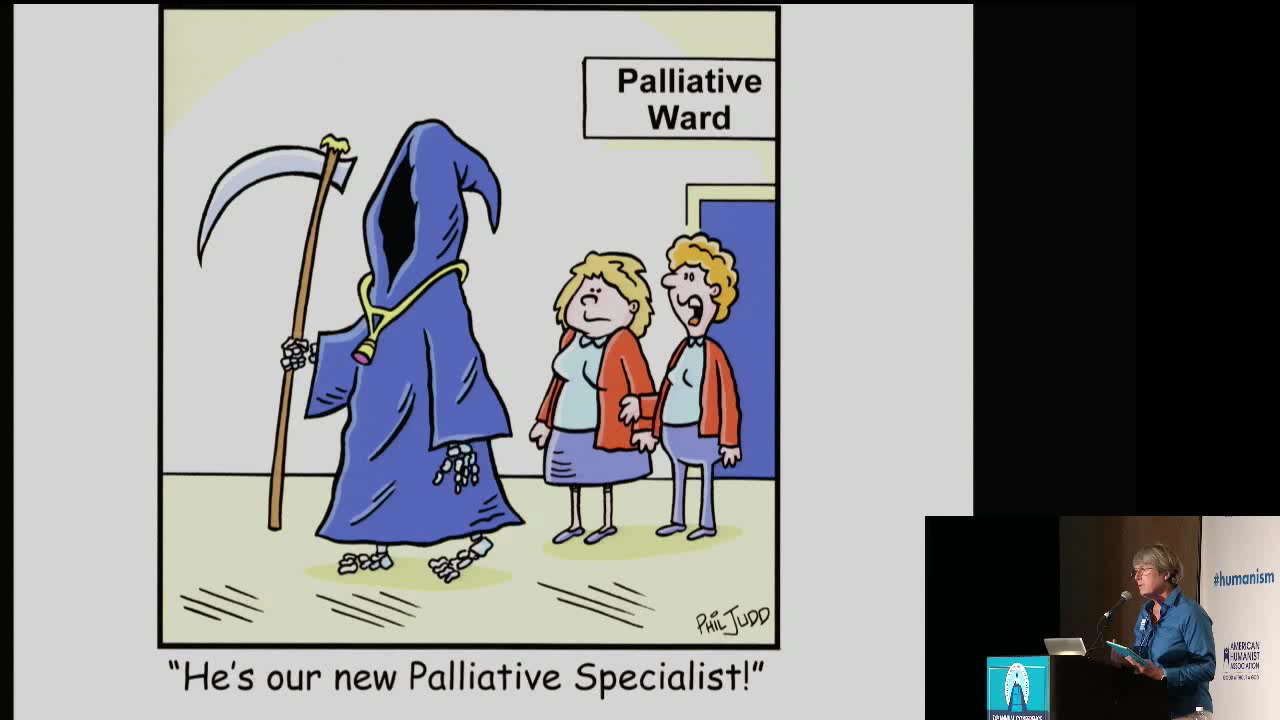 Palliative
Ward
PHIL JUDD
“He’s our new Palliative Specialist!”
#humanism
AMERICAN
HUMANIST
ASSOCIATION